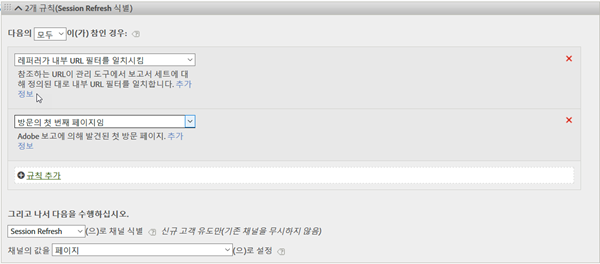 2개 규칙(Session Refresh 식별)
다음의 모두 이(가) 참인 경우:
레퍼러가 내부 URL 필터를 일치시킴
참조하는 URL이 관리 도구에서 보고서 세트에 대
해 정의된 대로 내부 URL 필터를 일치합니다. 추가
정보
방문의 첫 번째 페이지임
Adobe 보고에 의해 발견된 첫 방문 페이지. 추가
정보
규칙 추가
그리고 나서 다음을 수행하십시오.
Session Refresh (으)로 채널 식별 신규 고객 유도만(기존 채널을 무시하지 않음)
채널의 값을 페이지 (으)로 설정